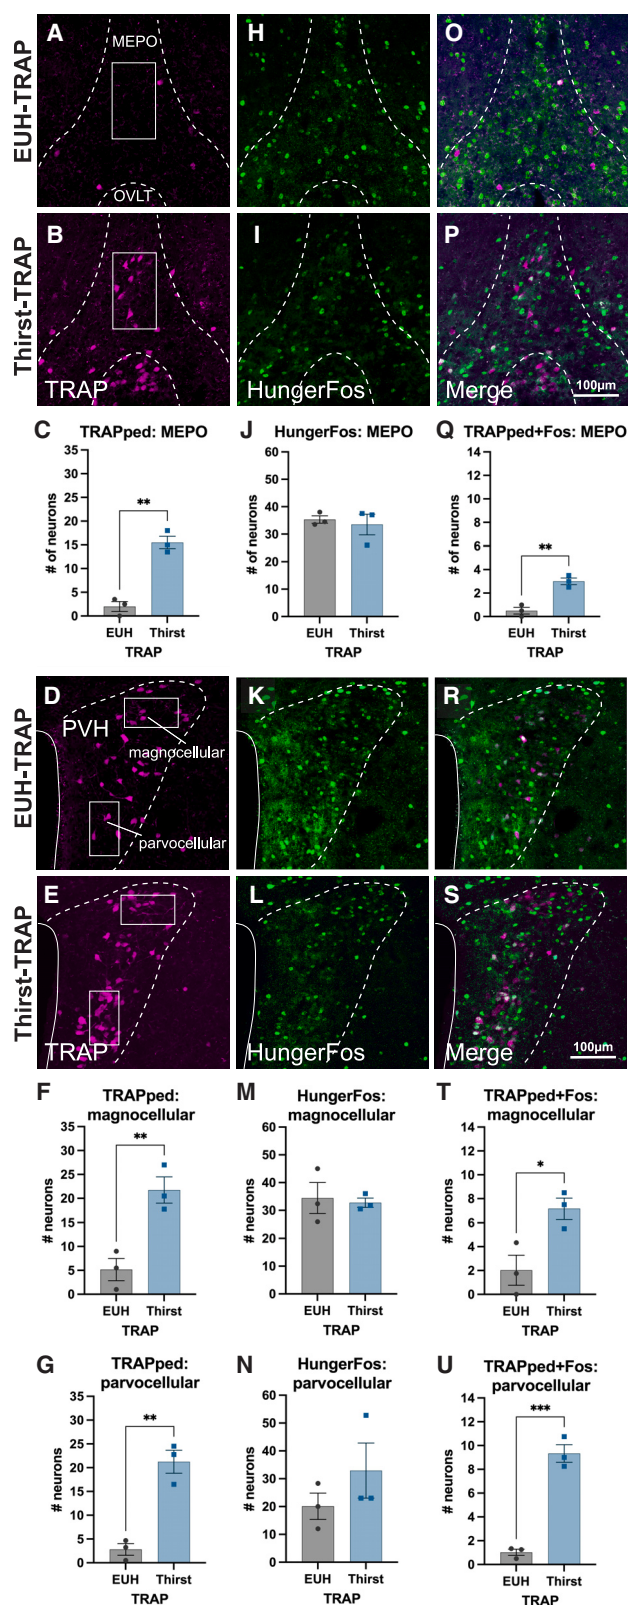 EUH-TRAP
A
MEPO
OVLT
H
O
Thirst-TRAP
B
TRAP
I
HungerFos
P
Merge
100μm
C
TRAPped: MEPO
# of neurons
35
30
25
20
15
10
5
0
**
EUH Thirst
TRAP
J
HungerFos: MEPO
# of neurons
60
50
40
30
20
10
0
EUH Thirst
TRAP
Q
TRAPped+Fos: MEPO
# of neurons
14
12
10
8
6
4
2
0
**
EUH Thirst
TRAP
EUH-TRAP
D
PVH
magnocellular
parvocellular
K
R
Thirst-TRAP
E
TRAP
L
HungerFos
S
Merge
100μm
F
TRAPped:
magnocellular
# neurons
35
30
25
20
15
10
5
0
**
EUH Thirst
TRAP
M
HungerFos:
magnocellular
# neurons
60
50
40
30
20
10
0
EUH Thirst
TRAP
T
TRAPped+Fos:
magnocellular
# neurons
14
12
10
8
6
4
2
0
*
EUH Thirst
TRAP
G
TRAPped:
parvocellular
# neurons
35
30
25
20
15
10
5
0
**
EUH Thirst
TRAP
N
HungerFos:
parvocellular
# neurons
60
50
40
30
20
10
0
EUH Thirst
TRAP
U
TRAPped+Fos:
parvocellular
# neurons
14
12
10
8
6
4
2
0
***
EUH Thirst
TRAP